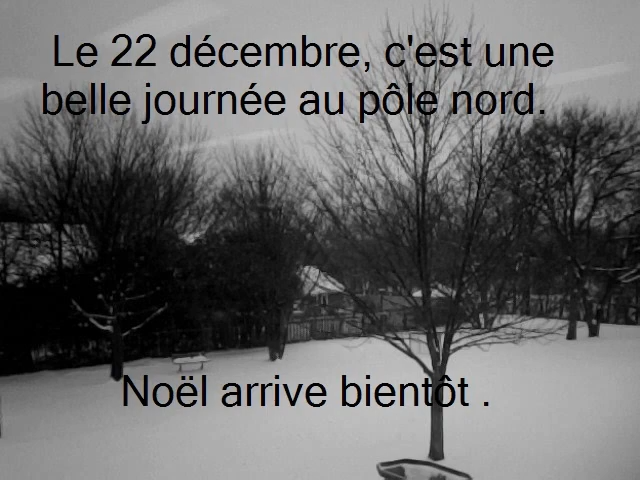 Le 22 décembre, c'est une
belle journée au pôle nord.
Noël arrive bientôt .